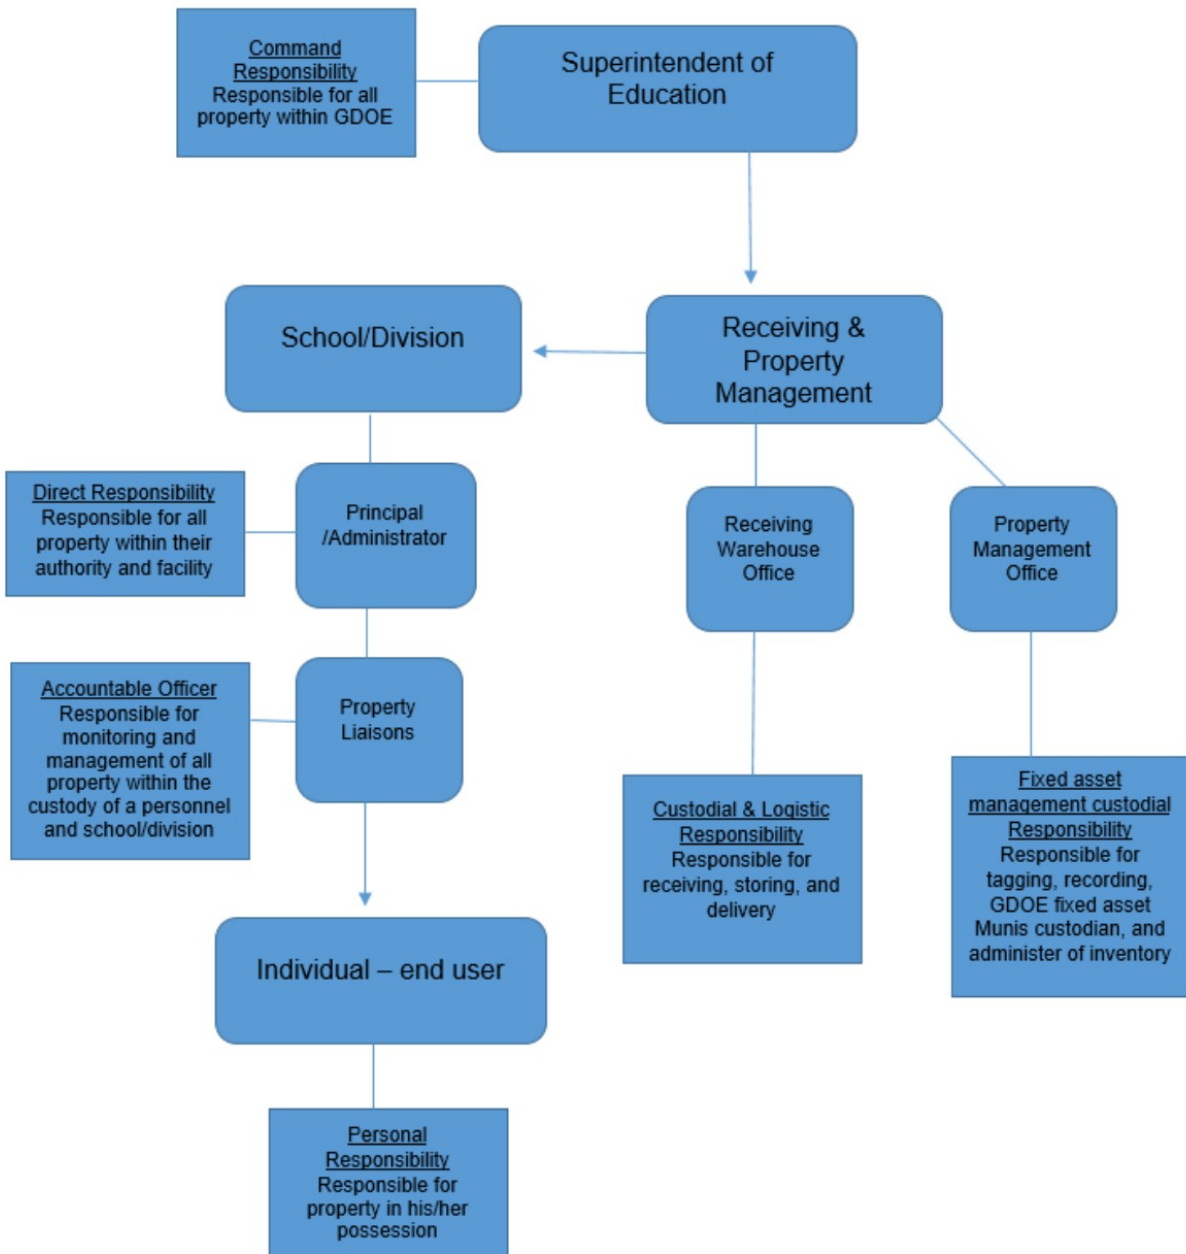 Command
Responsibility
Responsible for all
property within GDOE
Superintendent of
Education
School/Division
Receiving &
Property
Management
Direct Responsibility
Responsible for all
property within their
authority and facility
Principal
/Administrator
Receiving
Warehouse
Office
Property
Management
Office
Accountable Officer
Responsible for
monitoring and
management of all
property within the
custody of a personnel
and school/division
Property
Liaisons
Custodial & Logistic
Responsibility
Responsible for
receiving, storing, and
delivery
Fixed asset
management custodial
Responsibility
Responsible for
tagging, recording,
GDOE fixed asset
Munis custodian, and
administer of inventory
Individual – end user
Personal
Responsibility
Responsible for
property in his/her
possession